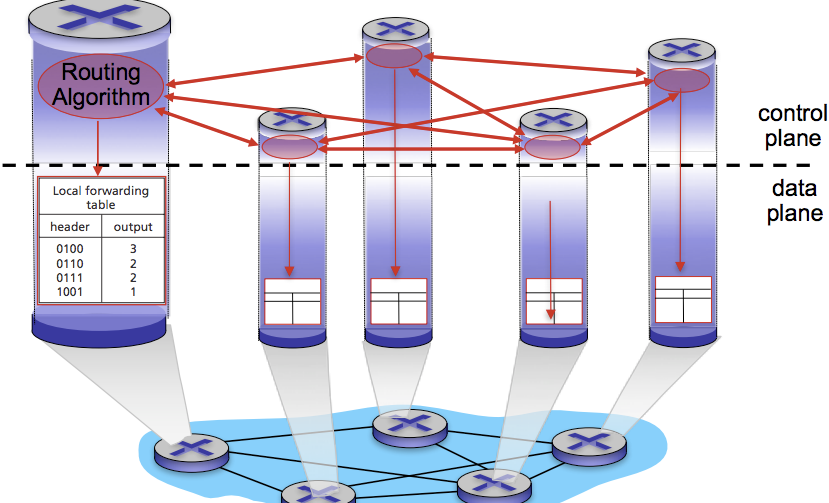 Routing
Algorithm
control
plane
data
plane
Local forwarding
table
header output
0100 3
0110 2
0111 2
1001 1